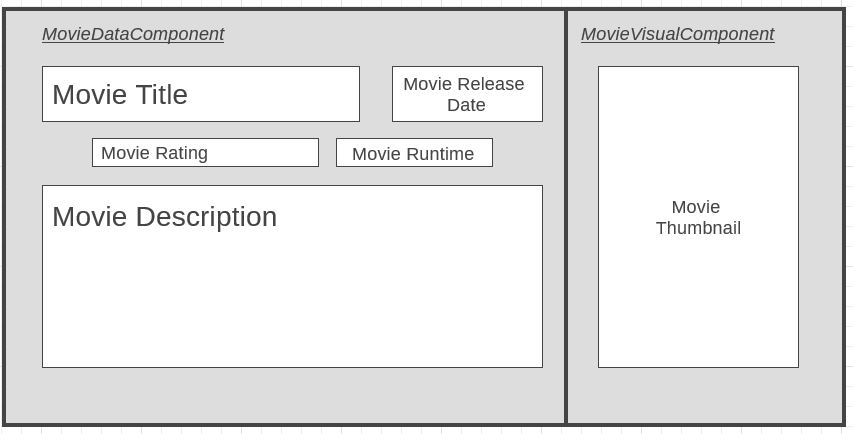 MovieDataComponent
Movie Title
Movie Release
Date
Movie Rating
Movie Runtime
Movie Description
MovieVisualComponent
Movie
Thumbnail